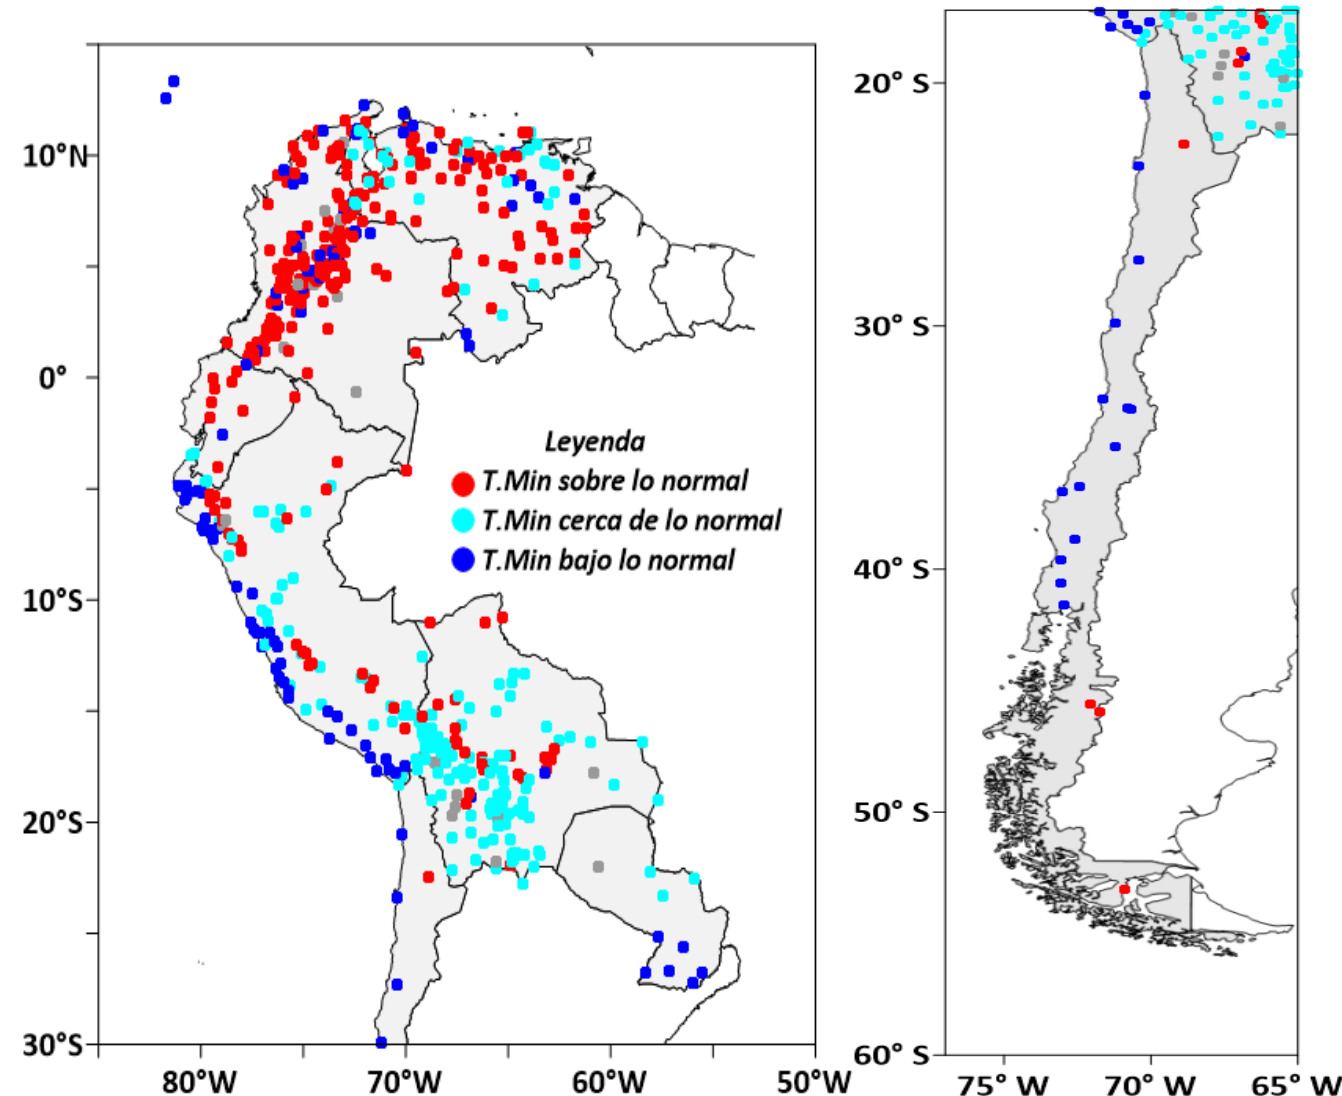 10°N
0°
10°S
20°S
30°S
80°W
70°W
60°W
50°W
Leyenda
T.Min sobre lo normal
T.Min cerca de lo normal
T.Min bajo lo normal
20° S
30° S
40° S
50° S
60° S
75° W
70° W
65° W